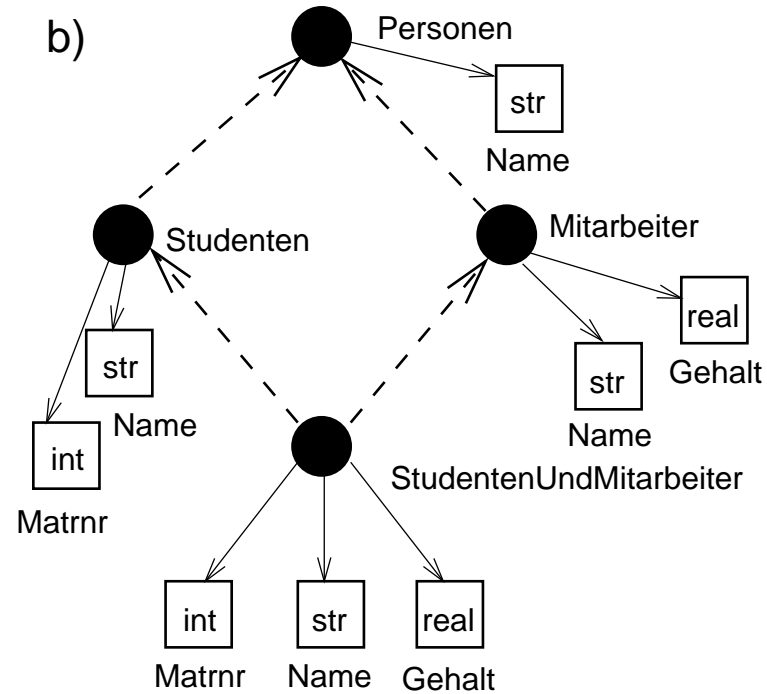 b)
Personen
str
Name
Studenten
Mitarbeiter
str
Name
int
Matrnr
real
Gehalt
str
Name
StudentenUndMitarbeiter
int
str
real
Matrnr
Name
Gehalt